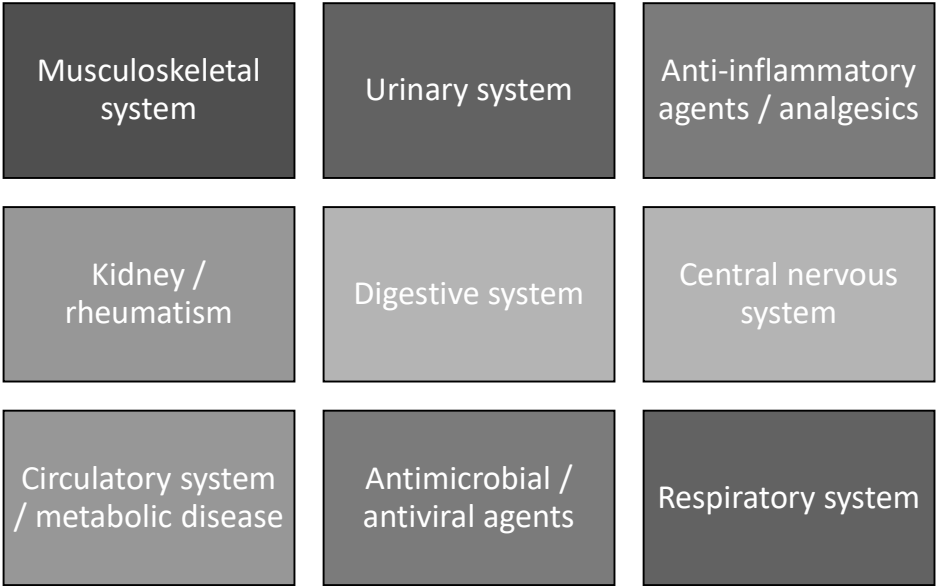 Musculoskeletal
system
Urinary system
Anti-inflammatory
agents / analgesics
Kidney /
rheumatism
Digestive system
Central nervous
system
Circulatory system
/ metabolic disease
Antimicrobial /
antiviral agents
Respiratory system